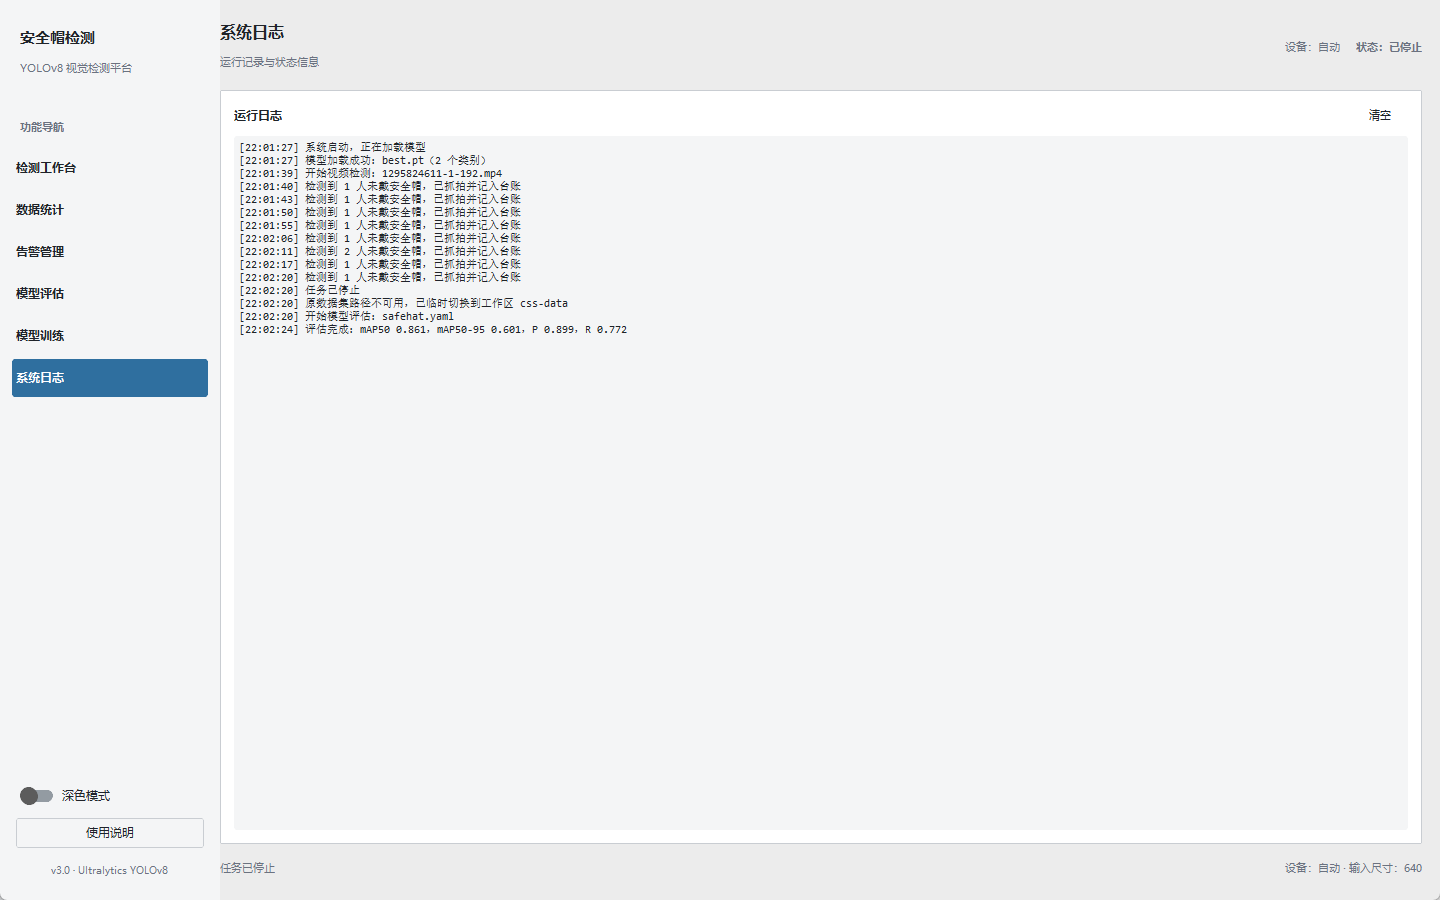 安全帽检测
YOLOv8 视觉检测平台
功能导航
检测工作台
数据统计
告警管理
模型评估
模型训练
系统日志
深色模式
使用说明
v3.0 · Ultralytics YOLOv8
系统日志
运行记录与状态信息
设备：自动 状态：已停止
运行日志
清空
[22:01:27] 系统启动，正在加载模型
[22:01:27] 模型加载成功：best.pt（2 个类别）
[22:01:39] 开始视频检测：1295824611-1-192.mp4
[22:01:40] 检测到 1 人未戴安全帽，已抓拍并记入台账
[22:01:43] 检测到 1 人未戴安全帽，已抓拍并记入台账
[22:01:50] 检测到 1 人未戴安全帽，已抓拍并记入台账
[22:01:55] 检测到 1 人未戴安全帽，已抓拍并记入台账
[22:02:06] 检测到 1 人未戴安全帽，已抓拍并记入台账
[22:02:11] 检测到 2 人未戴安全帽，已抓拍并记入台账
[22:02:17] 检测到 1 人未戴安全帽，已抓拍并记入台账
[22:02:20] 检测到 1 人未戴安全帽，已抓拍并记入台账
[22:02:20] 任务已停止
[22:02:20] 原数据集路径不可用，已临时切换到工作区 css-data
[22:02:20] 开始模型评估：safehat.yaml
[22:02:24] 评估完成：mAP50 0.861，mAP50-95 0.601，P 0.899，R 0.772
任务已停止
设备：自动 · 输入尺寸：640